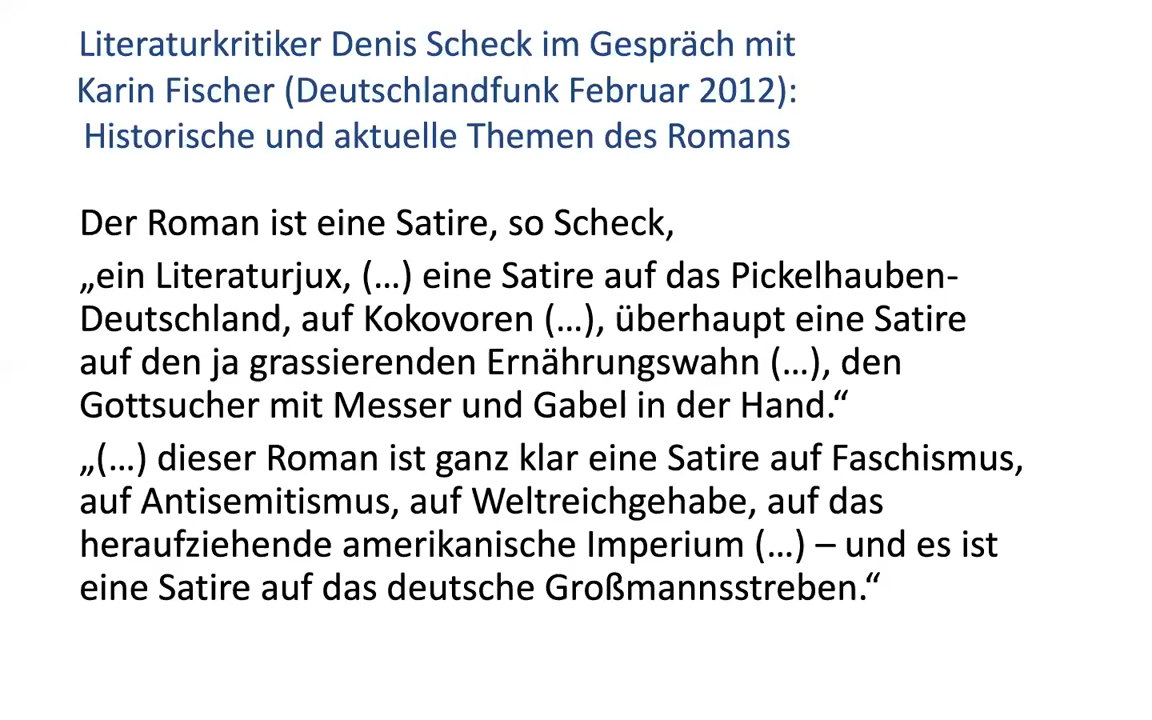 Literaturkritiker Denis Scheck im Gespräch mit
Karin Fischer (Deutschlandfunk Februar 2012):
Historische und aktuelle Themen des Romans
Der Roman ist eine Satire, so Scheck,
„ein Literaturjux, (…) eine Satire auf das Pickelhauben-
Deutschland, auf Kokovoren (…), überhaupt eine Satire
auf den ja grassierenden Ernährungswahn (…), den
Gottsucher mit Messer und Gabel in der Hand.“
„(…) dieser Roman ist ganz klar eine Satire auf Faschismus,
auf Antisemitismus, auf Weltreichgehabe, auf das
heraufziehende amerikanische Imperium (…) – und es ist
eine Satire auf das deutsche Großmannsstreben.“